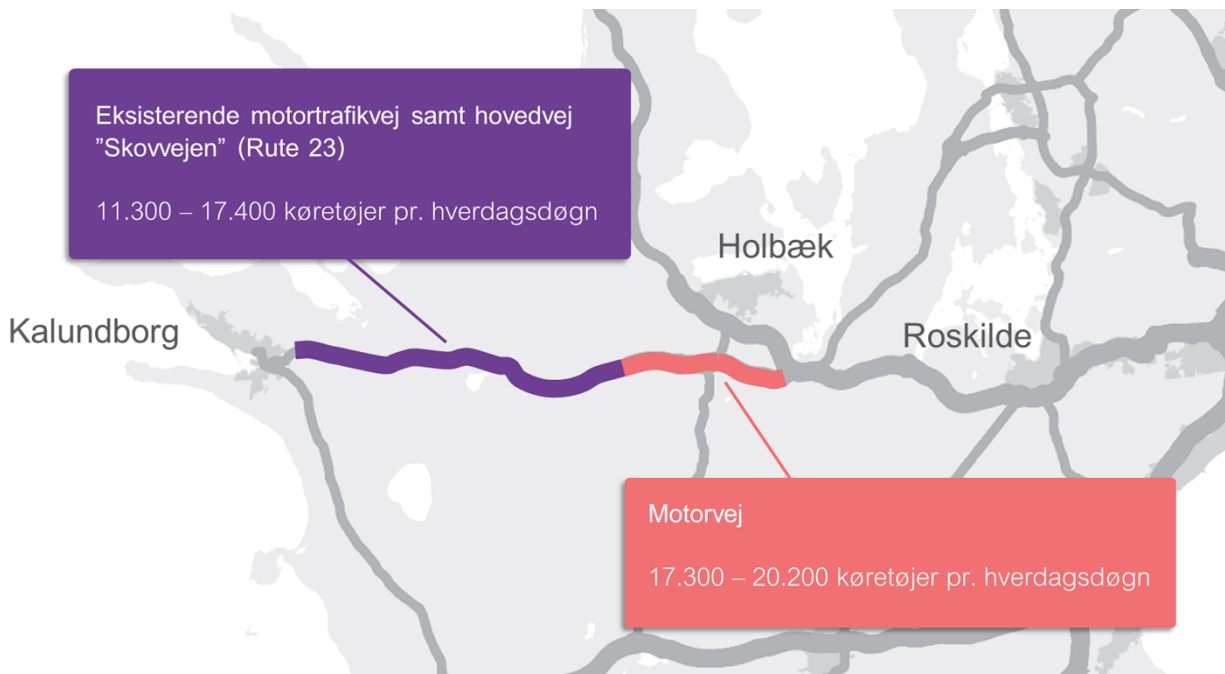 Eksisterende motortrafikvej samt hovedvej
”Skovvejen” (Rute 23)
11.300 – 17.400 køretøjer pr. hverdagsdøgn
Holbæk
Kalundborg
Roskilde
Motorvej
17.300 – 20.200 køretøjer pr. hverdagsdøgn